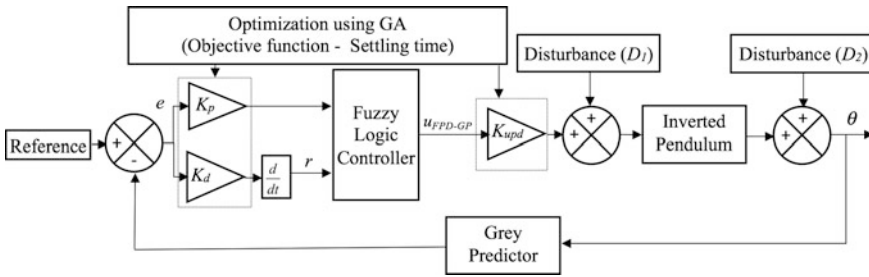 Optimization using GA
(Objective function - Settling time)
Disturbance (D1)
Disturbance (D2)
e
Kp
Fuzzy
Logic
Controller
uFPD-GP
Kupd
+
+
Inverted
Pendulum
+
+
θ
Reference
+
-
Kd
d
dt
r
Grey
Predictor